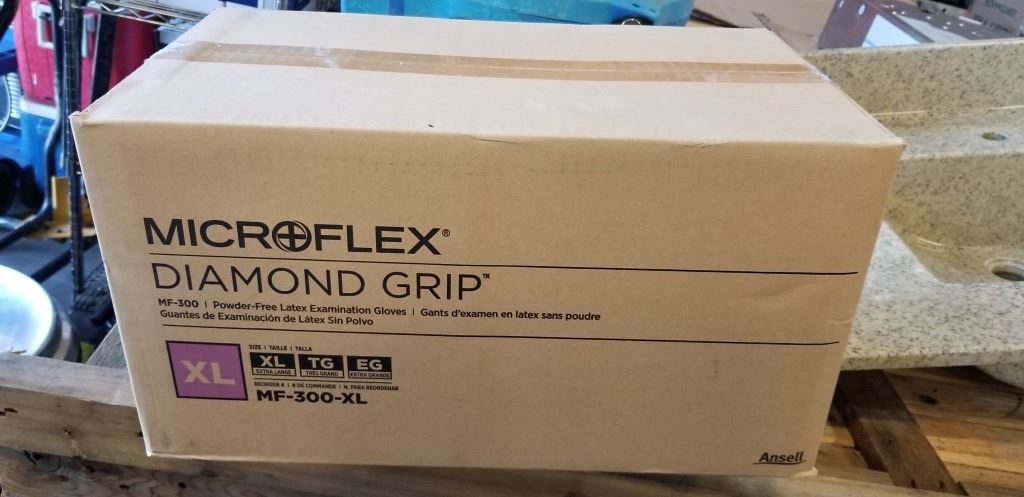 MICROFLEX®
DIAMOND GRIP™
MF-300 | Powder-Free Latex Examination Gloves | Gants d'examen en latex sans poudre
Guantes de Examinación de Látex Sin Polvo
XL
SIZE | TAILLE | TALLA
XL TG EG
EXTRA LARGE TRÈS GRAND EXTRA GRANDE
REORDER # | # DE COMMANDE | N. PARA REORDENAR
MF-300-XL
Ansell